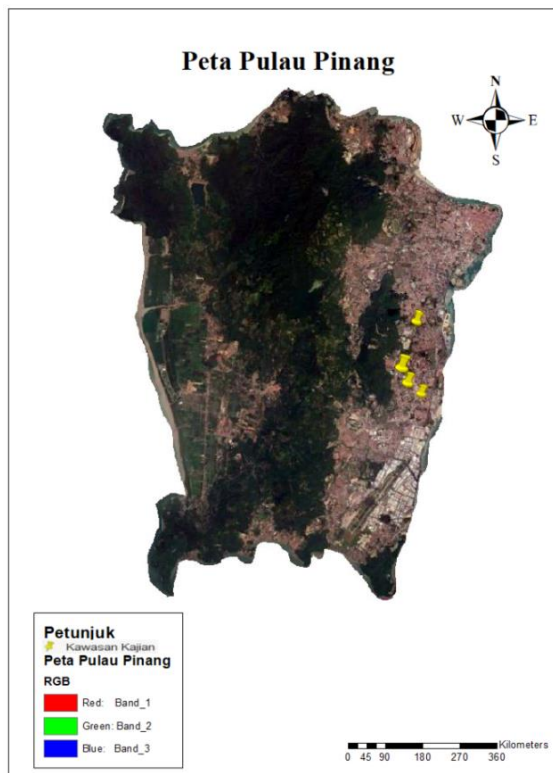 Peta Pulau Pinang
N
W E
S
Petunjuk
Kawasan Kajian
Peta Pulau Pinang
RGB
Red: Band_1
Green: Band_2
Blue: Band_3
Kilometers
0 45 90 180 270 360